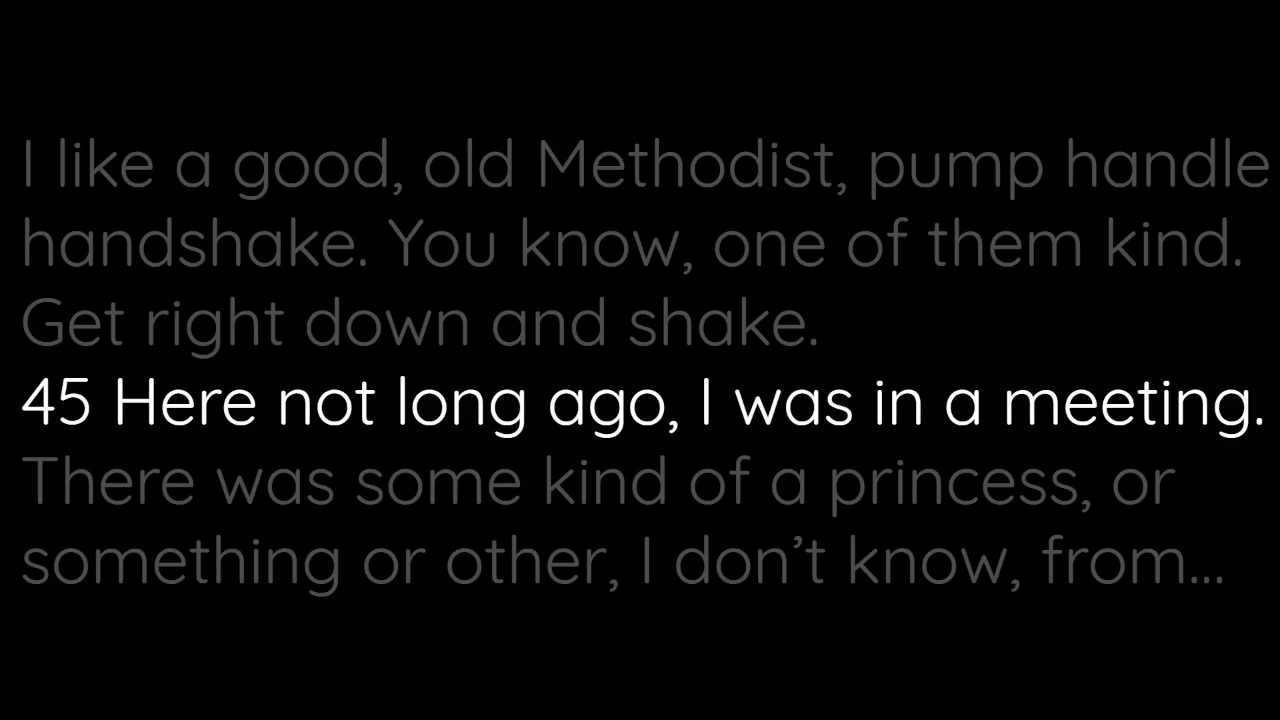 I like a good, old Methodist, pump handle
handshake. You know, one of them kind.
Get right down and shake.
45 Here not long ago, I was in a meeting.
There was some kind of a princess, or
something or other, I don’t know, from...